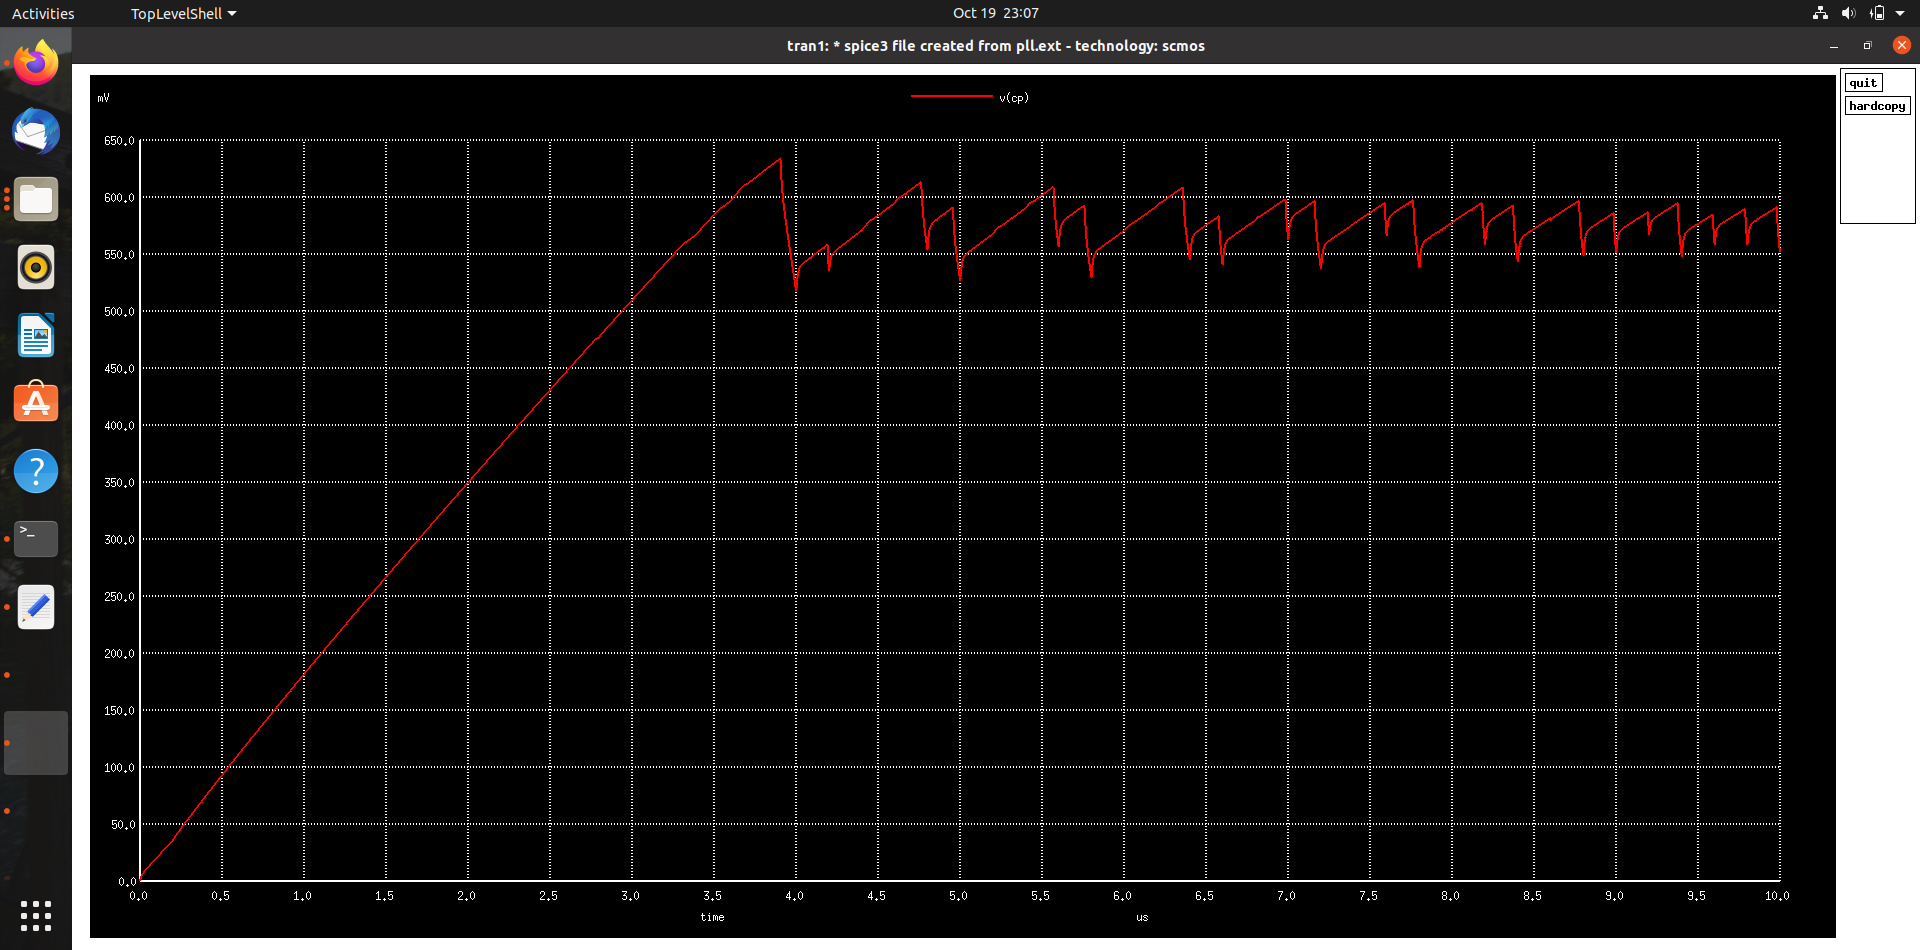 Activities
TopLevelShell
Oct 19 23:07
tran1: * spice3 file created from pll.ext - technology: scmos
quit
hardcopy
mV
v(cp)
650.0
600.0
550.0
500.0
450.0
400.0
350.0
300.0
250.0
200.0
150.0
100.0
50.0
0.0
0.0 0.5 1.0 1.5 2.0 2.5 3.0 3.5 4.0 4.5 5.0 5.5 6.0 6.5 7.0 7.5 8.0 8.5 9.0 9.5 10.0
time us